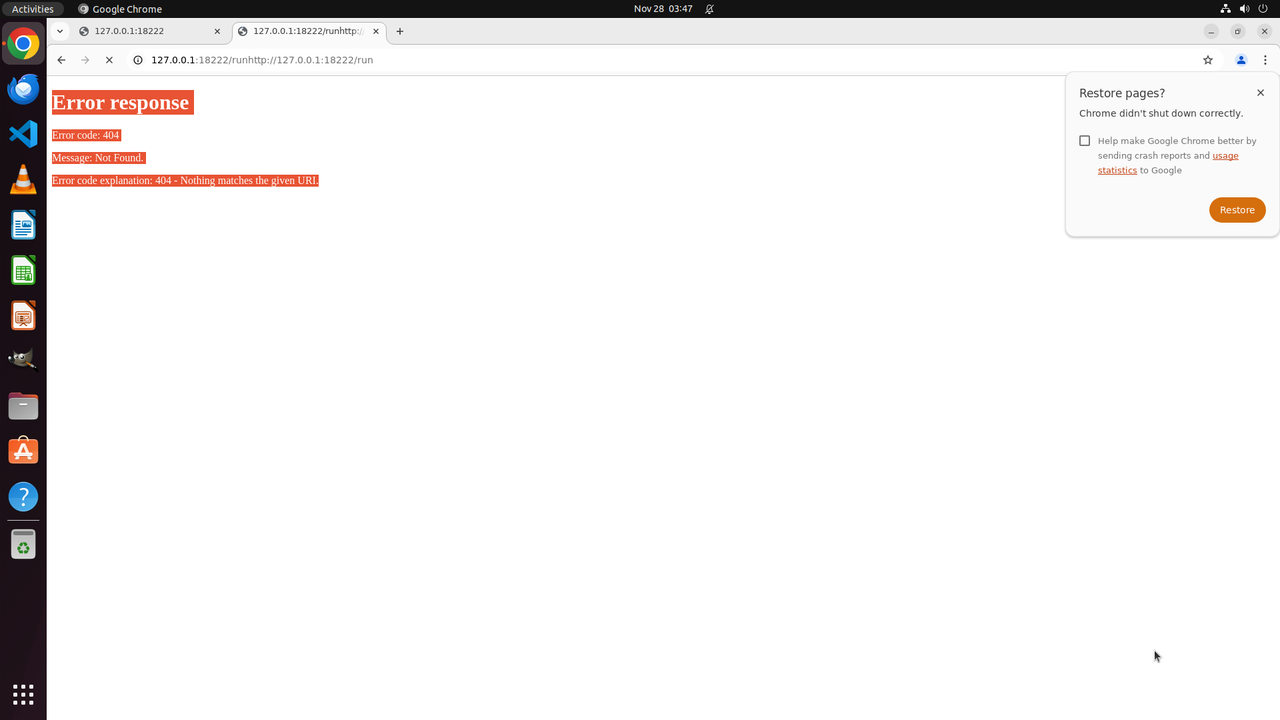 Activities
Google Chrome
Nov 28 03:47
127.0.0.1:18222
127.0.0.1:18222/runhttp:/
127.0.0.1:18222/runhttp://127.0.0.1:18222/run
Error response
Error code: 404
Message: Not Found.
Error code explanation: 404 - Nothing matches the given URI.
Restore pages?
Chrome didn't shut down correctly.
Help make Google Chrome better by
sending crash reports and usage
statistics to Google
Restore